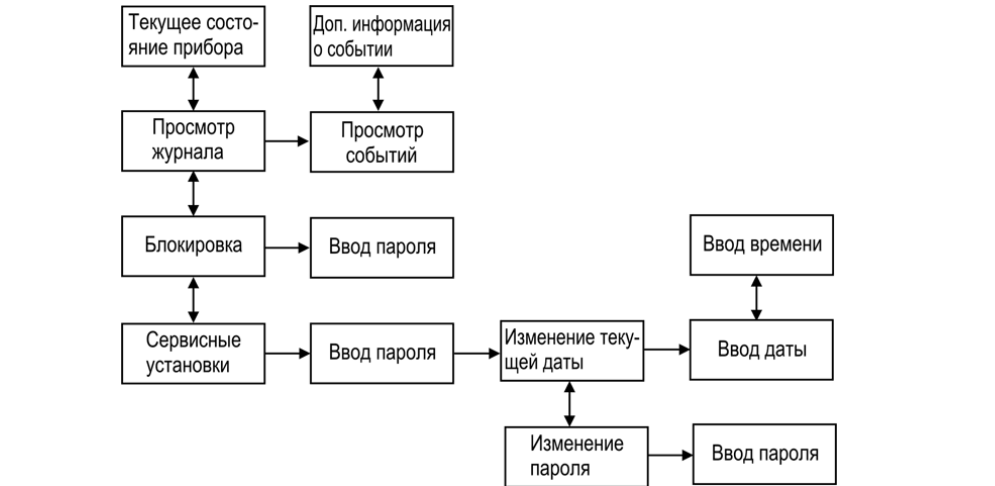 Текущее состо-
яние прибора
Доп. информация
о событии
Просмотр
журнала
Просмотр
событий
Блокировка
Ввод пароля
Ввод времени
Сервисные
установки
Ввод пароля
Изменение теку-
щей даты
Ввод даты
Изменение
пароля
Ввод пароля